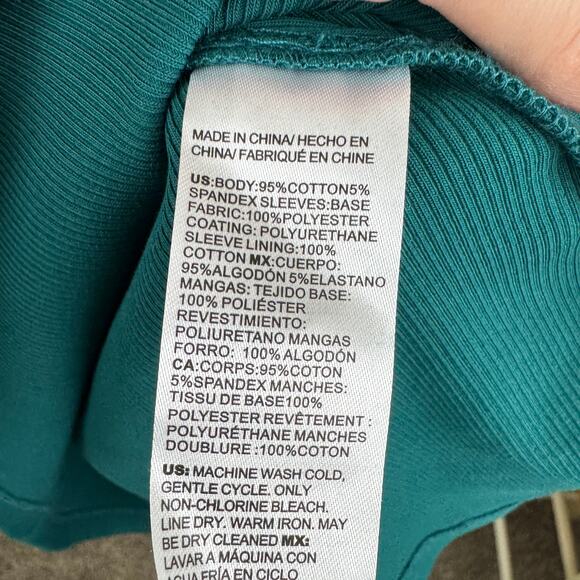 MADE IN CHINA/ HECHO EN
CHINA/ FABRIQUÉ EN CHINE
US:BODY:95%COTTON5%
SPANDEX SLEEVES:BASE
FABRIC:100%POLYESTER
COATING: POLYURETHANE
SLEEVE LINING:100%
COTTON MX:CUERPO:
95%ALGODÓN 5%ELASTANO
MANGAS: TEJIDO BASE:
100% POLIÉSTER
REVESTIMIENTO:
POLIURETANO MANGAS
FORRO: 100% ALGODÓN
CA:CORPS:95%COTON
5%SPANDEX MANCHES:
TISSU DE BASE100%
POLYESTER REVÊTEMENT :
POLYURÉTHANE MANCHES
DOUBLURE :100%COTON
US: MACHINE WASH COLD,
GENTLE CYCLE. ONLY
NON-CHLORINE BLEACH.
LINE DRY. WARM IRON. MAY
BE DRY CLEANED MX:
LAVAR A MÁQUINA CON
AGUA FRÍA EN CICLO